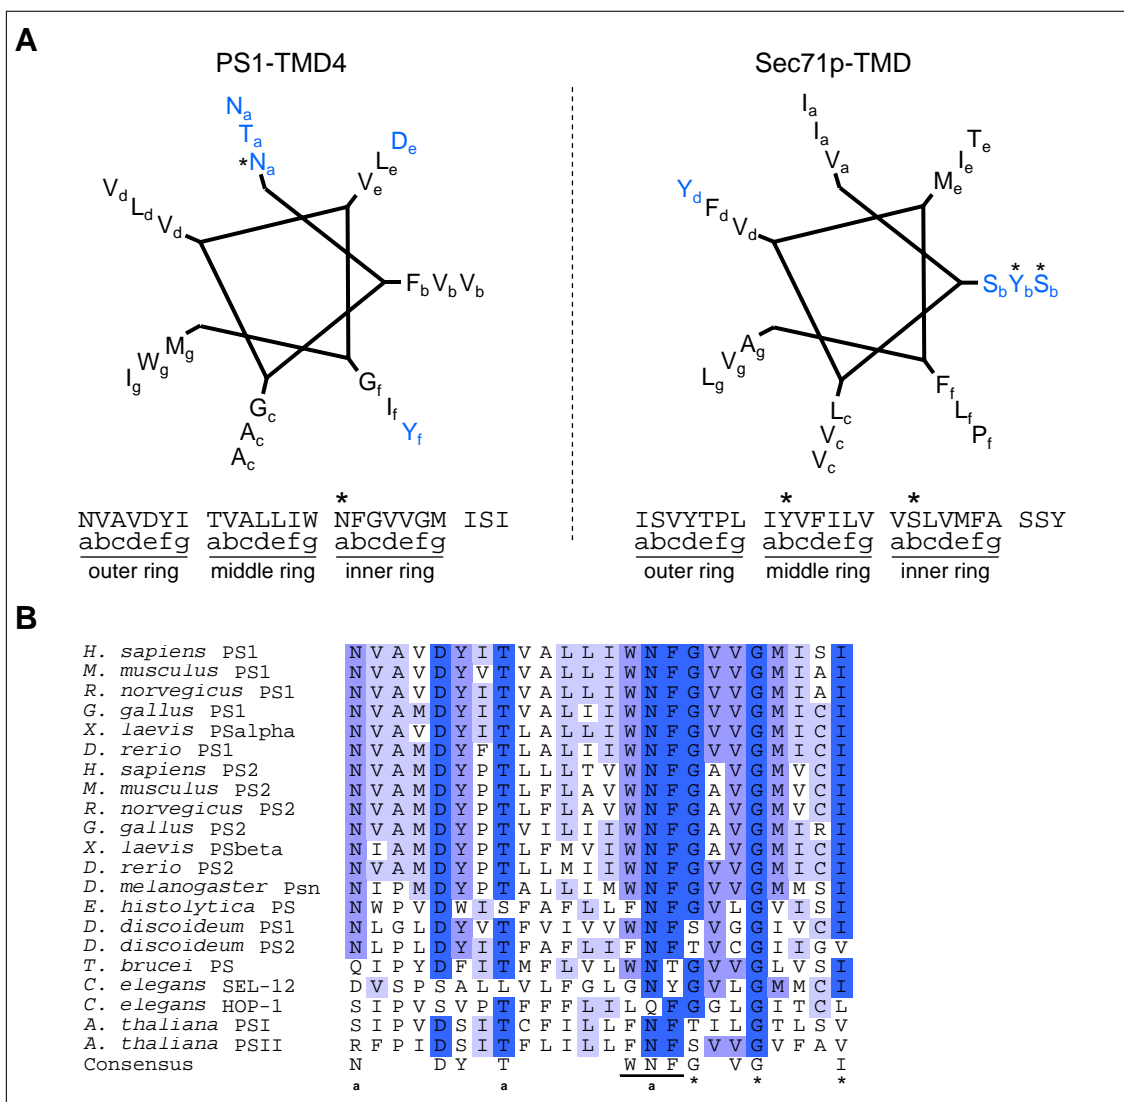 A
PS1-TMD4
Sec71p-TMD
Na
Ta
*Na
De
Le
Ve
Vd Ld Vd
Fb Vb Vb
Mg
Wg
Ig
Gf
If
Yf
Gc
Ac
Ac
Ia
Ia
Va
Te
Ie
Me
Yd Fd Vd
* *
Sb Yb Sb
Ag
Vg
Lg
Ff
Lf
Pf
Lc
Vc
Vc
*
NVAVDYI TVALLIW NFGVVGM ISI
abcdefg abcdefg abcdefg
outer ring middle ring inner ring
* *
ISVYTPL IYVFILV VSLVMFA SSY
abcdefg abcdefg abcdefg
outer ring middle ring inner ring
B
H. sapiens PS1 N V A V D Y I T V A L L I W N F G V V G M I S I
M. musculus PS1 N V A V D Y V T V A L L I W N F G V V G M I A I
R. norvegicus PS1 N V A V D Y I T V A L L I W N F G V V G M I A I
G. gallus PS1 N V A M D Y I T V A L I I W N F G V V G M I C I
X. laevis PSalpha N V A V D Y I T L A L L I W N F G V V G M I C I
D. rerio PS1 N V A M D Y F T L A L I I W N F G V V G M I C I
H. sapiens PS2 N V A M D Y P T L L L T V W N F G A V G M V C I
M. musculus PS2 N V A M D Y P T L F L A V W N F G A V G M V C I
R. norvegicus PS2 N V A M D Y P T L F L A V W N F G A V G M V C I
G. gallus PS2 N V A M D Y P T V I L I I W N F G A V G M I R I
X. laevis PSbeta N I A M D Y P T L F M V I W N F G A V G M I C I
D. rerio PS2 N V A M D Y P T L L M I I W N F G V V G M I C I
D. melanogaster Psn N I P M D Y P T A L L I M W N F G V V G M M S I
E. histolytica PS N W P V D W I S F A F L L F N F G V L G V I S I
D. discoideum PS1 N L G L D Y V T F V I V V W N F S V G G I V C I
D. discoideum PS2 N L P L D Y I T F A F L I F N F T V C G I I G V
T. brucei PS Q I P Y D F I T M F L V L W N T G V V G L V S I
C. elegans SEL-12 D V S P S A L L V L F G L G N Y G V L G M M C I
C. elegans HOP-1 S I P V S V P T F F F L I L Q F G G L G I T C L
A. thaliana PSI S I P V D S I T C F I L L F N F T I L G T L S V
A. thaliana PSII R F P I D S I T F L I L L F N F S V V G V F A V
Consensus N D Y T W N F G V G I
a a a * * *